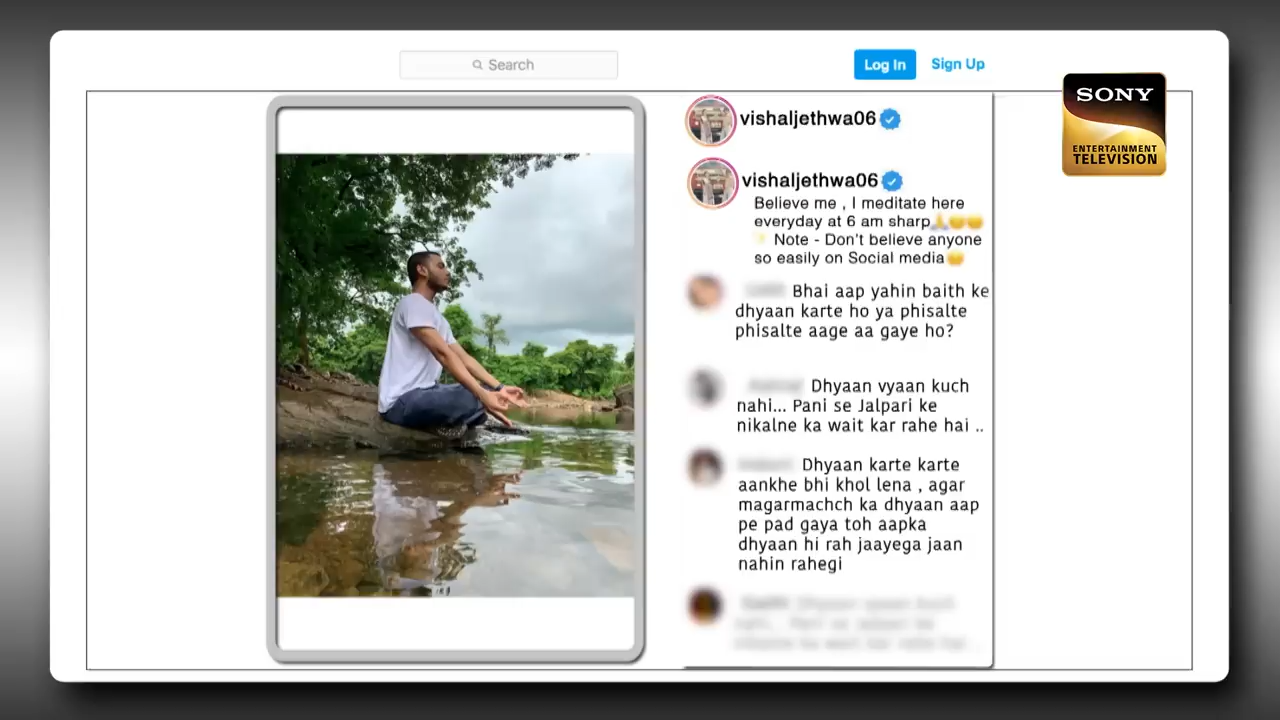 Search
Log In
Sign Up
SONY
ENTERTAINMENT
TELEVISION
vishaljethwa06
vishaljethwa06
Believe me , I meditate here
everyday at 6 am sharp🙏😊😊
✨ Note - Don't believe anyone
so easily on Social media😊
Bhai aap yahin baith ke
dhyaan karte ho ya phisalte
phisalte aage aa gaye ho?
Dhyaan vyaan kuch
nahi... Pani se Jalpari ke
nikalne ka wait kar rahe hai ..
Dhyaan karte karte
aankhe bhi khol lena , agar
magarmachch ka dhyaan aap
pe pad gaya toh aapka
dhyaan hi rah jaayega jaan
nahin rahegi